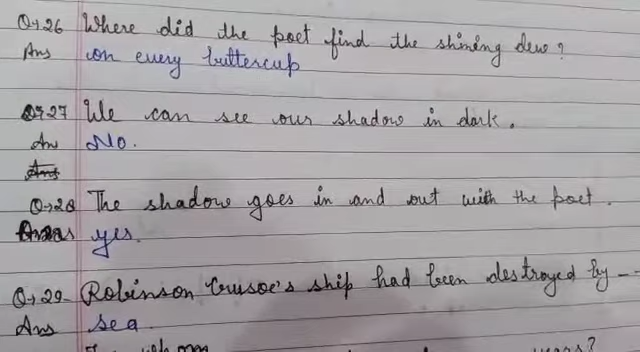 Q→26 Where did the poet find the shining dew?
Ans on every buttercup
Q→27 We can see our shadow in dark.
An No.
Ans
Q→28 The shadow goes in and out with the poet.
Ans yes.
Q→29- Robinson Crusoe's ship had been destroyed by --
Ans sea
years?